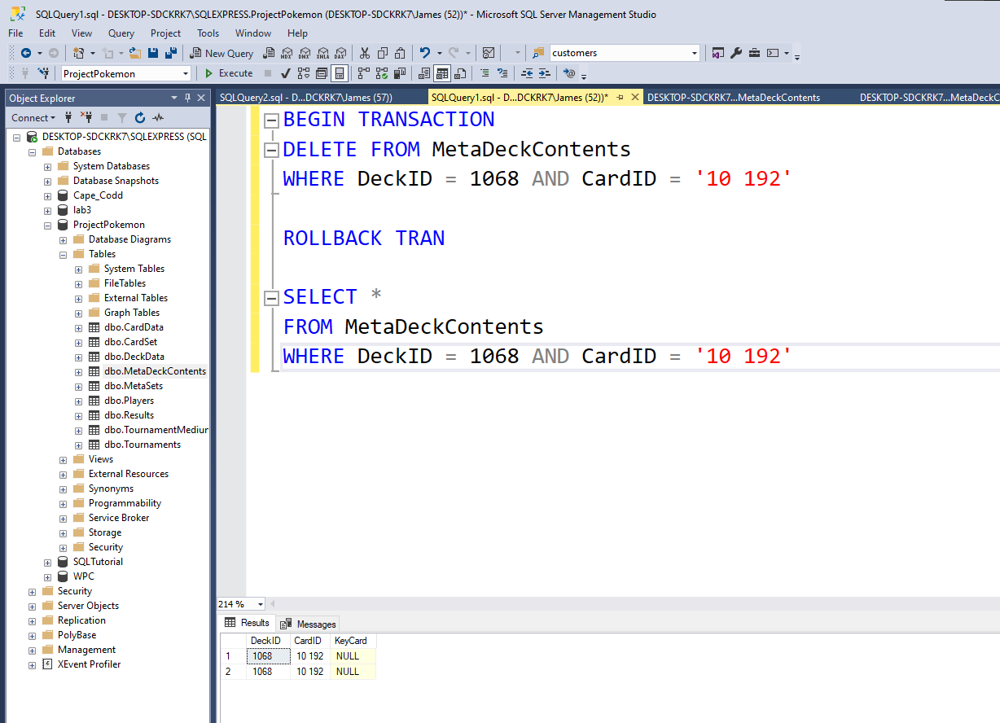 SQLQuery1.sql - DESKTOP-SDCKRK7\SQLEXPRESS.ProjectPokemon (DESKTOP-SDCKRK7\James (52))* - Microsoft SQL Server Management Studio
File Edit View Query Project Tools Window Help
New Query MDX DMX XMLA DAX customers
ProjectPokemon Execute
Object Explorer
Connect
DESKTOP-SDCKRK7\SQLEXPRESS (SQL
Databases
System Databases
Database Snapshots
Cape_Codd
lab3
ProjectPokemon
Database Diagrams
Tables
System Tables
FileTables
External Tables
Graph Tables
dbo.CardData
dbo.CardSet
dbo.DeckData
dbo.MetaDeckContents
dbo.MetaSets
dbo.Players
dbo.Results
dbo.TournamentMediur
dbo.Tournaments
Views
External Resources
Synonyms
Programmability
Service Broker
Storage
Security
SQLTutorial
WPC
Security
Server Objects
Replication
PolyBase
Management
XEvent Profiler
SQLQuery2.sql - D...DCKRK7\James (57)) SQLQuery1.sql - D...DCKRK7\James (52))* DESKTOP-SDCKRK7...MetaDeckContents DESKTOP-SDCKRK7...MetaDeckC
BEGIN TRANSACTION
DELETE FROM MetaDeckContents
WHERE DeckID = 1068 AND CardID = '10 192'
ROLLBACK TRAN
SELECT *
FROM MetaDeckContents
WHERE DeckID = 1068 AND CardID = '10 192'
214 %
Results Messages
DeckID CardID KeyCard
1 1068 10 192 NULL
2 1068 10 192 NULL